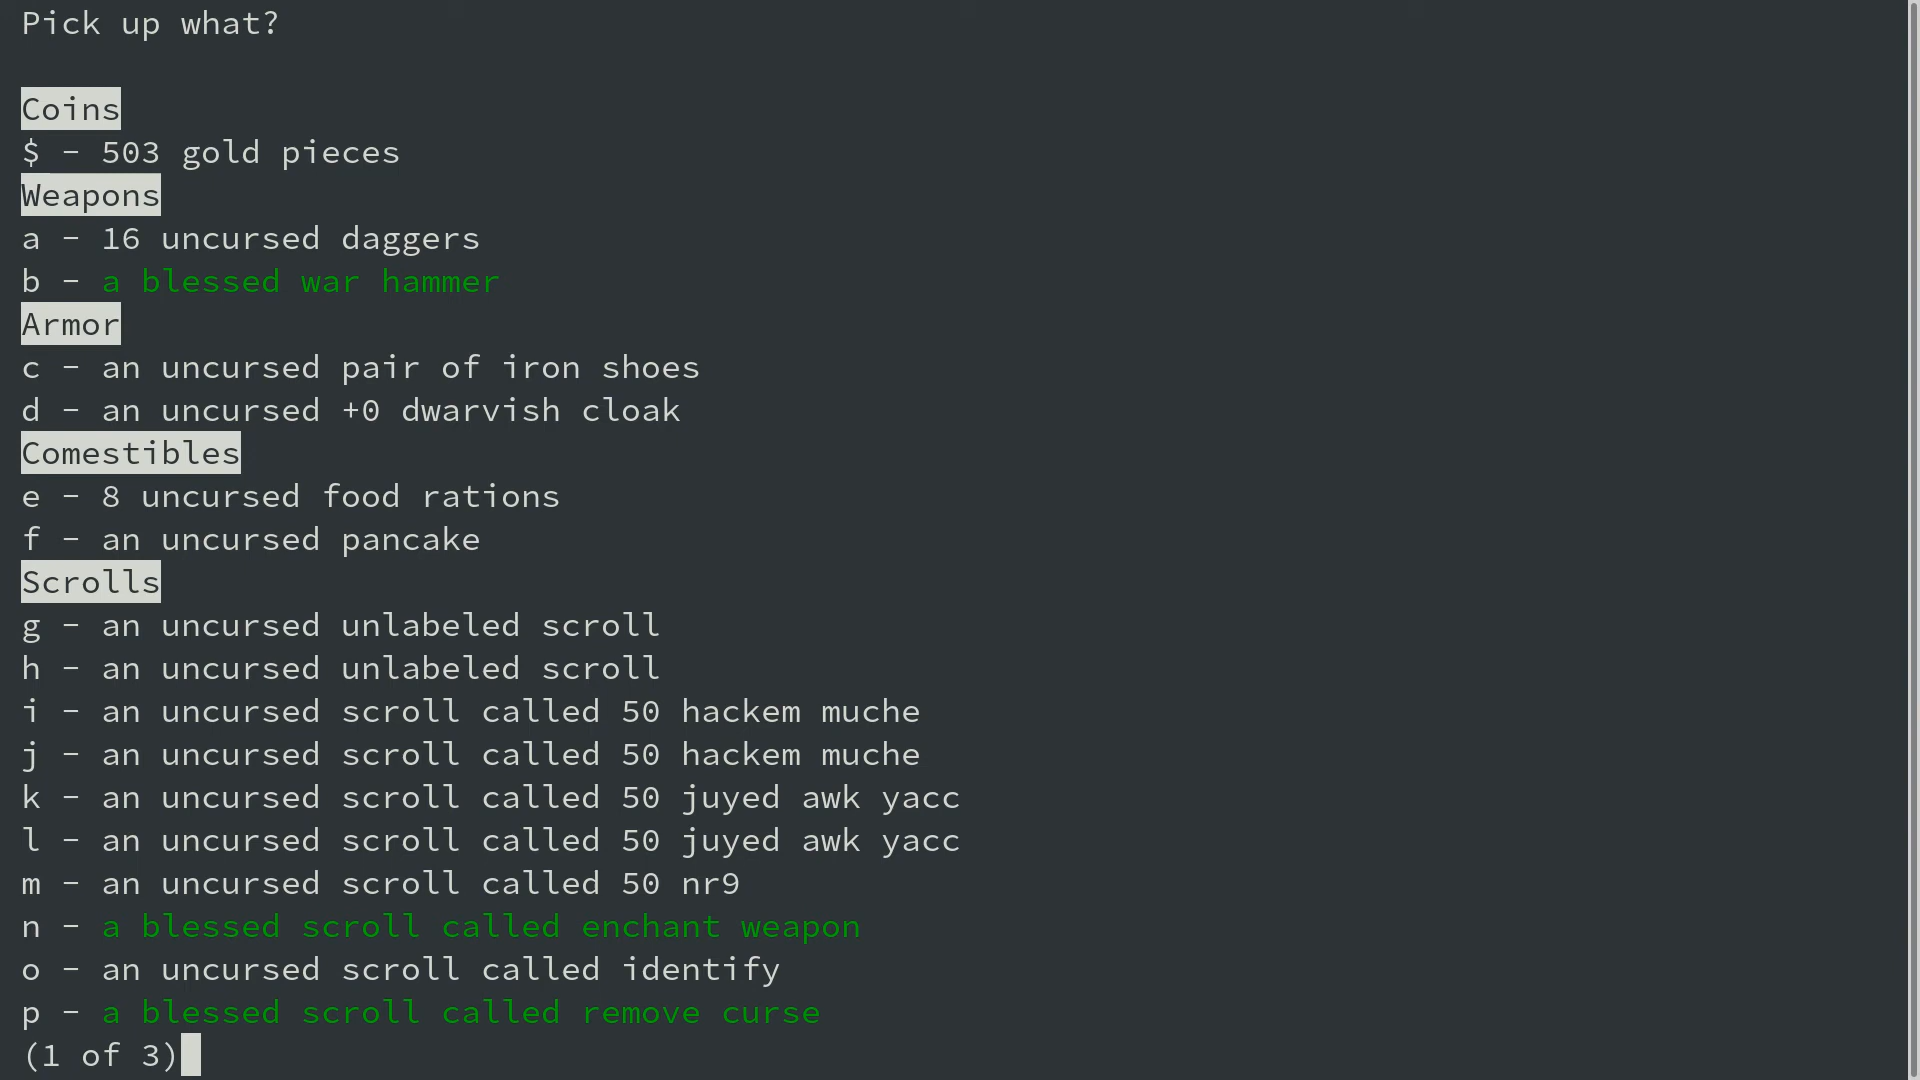 Pick up what?
Coins
$ - 503 gold pieces
Weapons
a - 16 uncursed daggers
b - a blessed war hammer
Armor
c - an uncursed pair of iron shoes
d - an uncursed +0 dwarvish cloak
Comestibles
e - 8 uncursed food rations
f - an uncursed pancake
Scrolls
g - an uncursed unlabeled scroll
h - an uncursed unlabeled scroll
i - an uncursed scroll called 50 hackem muche
j - an uncursed scroll called 50 hackem muche
k - an uncursed scroll called 50 juyed awk yacc
l - an uncursed scroll called 50 juyed awk yacc
m - an uncursed scroll called 50 nr9
n - a blessed scroll called enchant weapon
o - an uncursed scroll called identify
p - a blessed scroll called remove curse
(1 of 3)